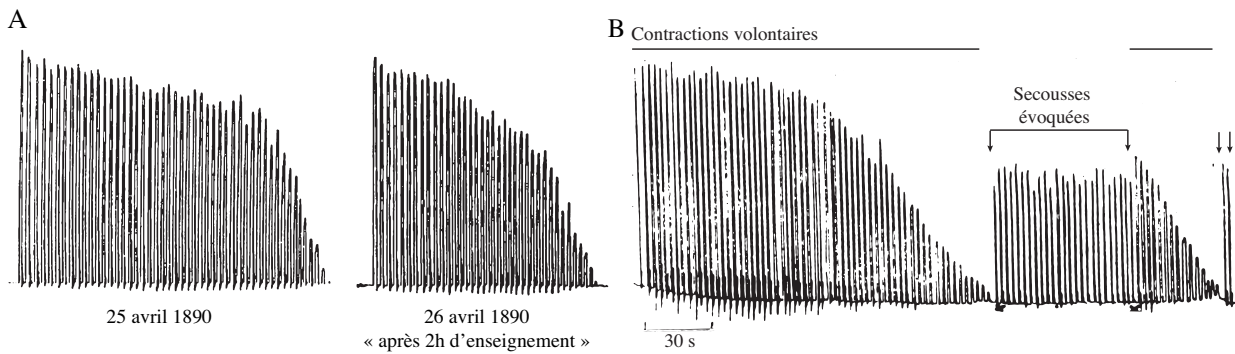 A
25 avril 1890
26 avril 1890
« après 2h d’enseignement »
B
Contractions volontaires
Secousses
évoquées
30 s